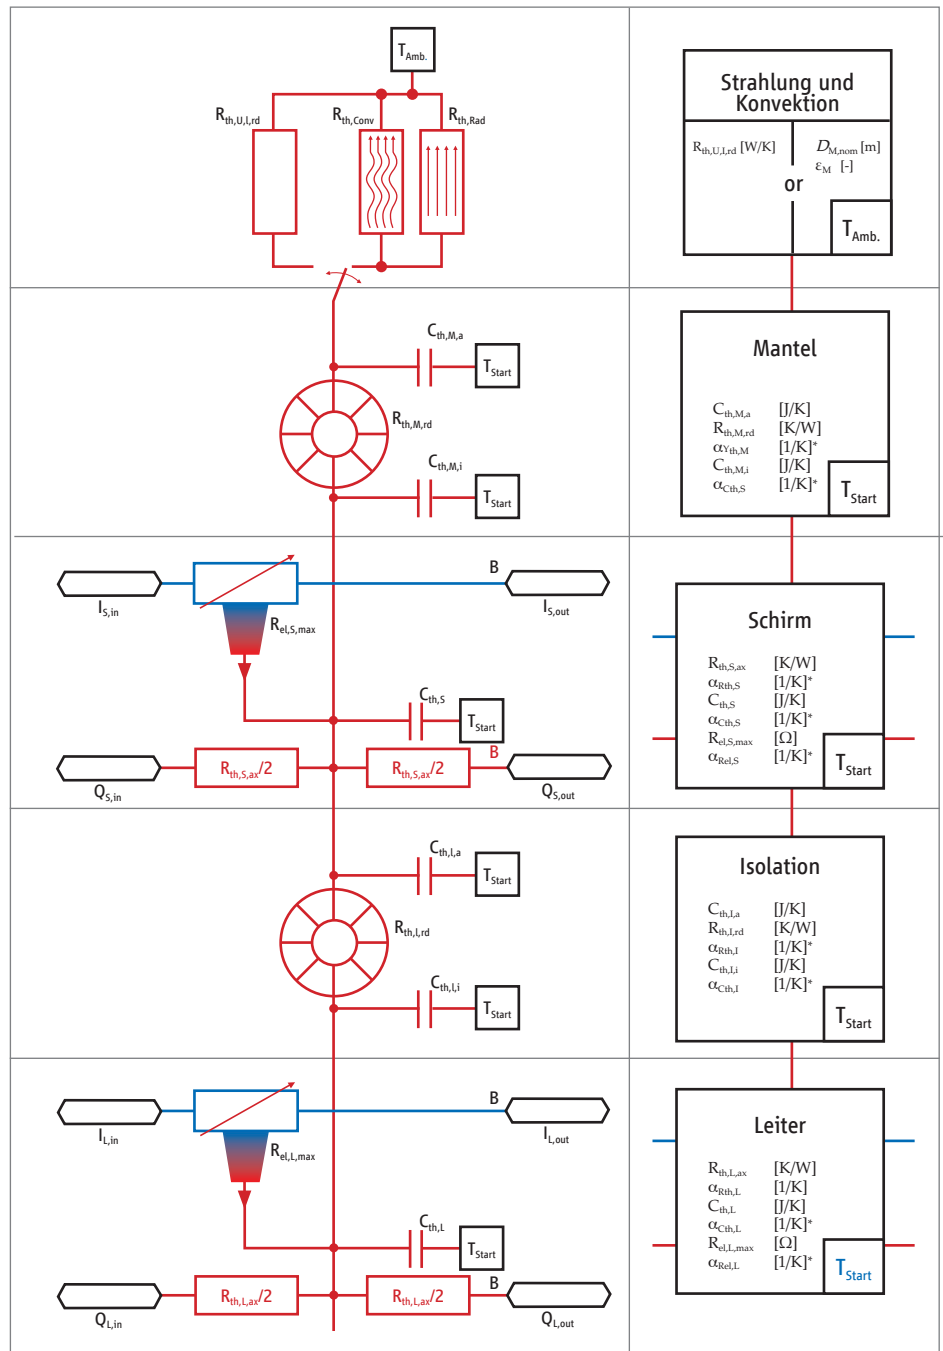 T_Amb.
R_th,U,l,rd
R_th,Conv
R_th,Rad
C_th,M,a
T_Start
R_th,M,rd
C_th,M,i
T_Start
I_S,in
R_el,S,max
B
I_S,out
C_th,S
T_Start
Q_S,in
R_th,S,ax/2
R_th,S,ax/2
B
Q_S,out
C_th,l,a
T_Start
R_th,l,rd
C_th,l,i
T_Start
I_L,in
R_el,L,max
B
I_L,out
C_th,L
T_Start
Q_L,in
R_th,L,ax/2
R_th,L,ax/2
B
Q_L,out
Strahlung und
Konvektion
R_th,U,I,rd [W/K]
or
D_M,nom [m]
ε_M [-]
T_Amb.
Mantel
C_th,M,a [J/K]
R_th,M,rd [K/W]
α_Yth,M [1/K]*
C_th,M,i [J/K]
α_Cth,S [1/K]*
T_Start
Schirm
R_th,S,ax [K/W]
α_Rth,S [1/K]*
C_th,S [J/K]
α_Cth,S [1/K]*
R_el,S,max [Ω]
α_Rel,S [1/K]*
T_Start
Isolation
C_th,I,a [J/K]
R_th,I,rd [K/W]
α_Rth,I [1/K]*
C_th,I,i [J/K]
α_Cth,I [1/K]*
T_Start
Leiter
R_th,L,ax [K/W]
α_Rth,L [1/K]
C_th,L [J/K]
α_Cth,L [1/K]*
R_el,L,max [Ω]
α_Rel,L [1/K]*
T_Start